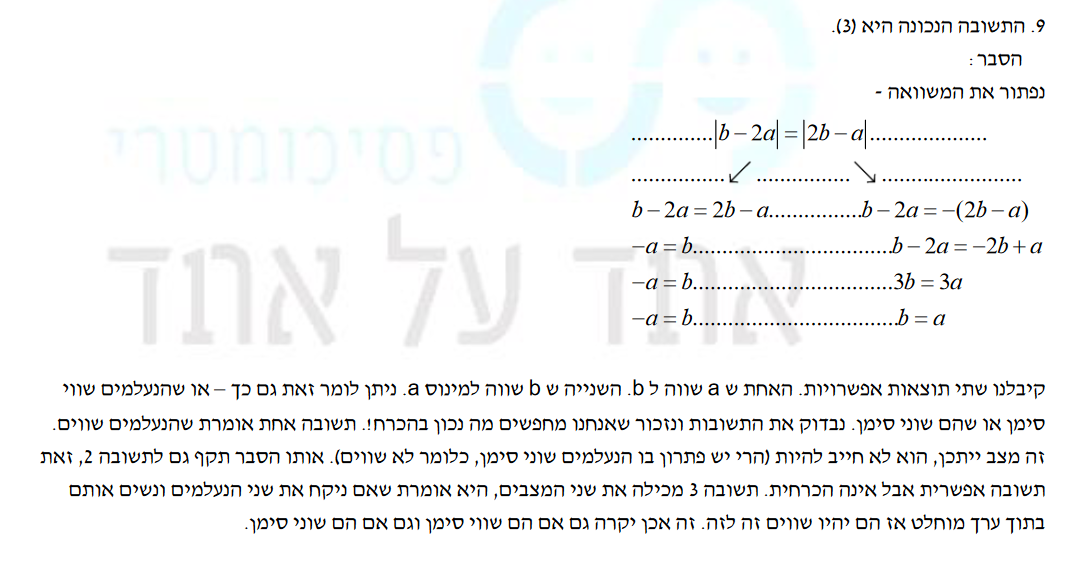 9. התשובה הנכונה היא (3).
הסבר :
נפתור את המשוואה -
..............|b − 2a| = |2b − a|....................
................↙ ................ ↘ ........................
b − 2a = 2b − a................b − 2a = −(2b − a)
−a = b..................................b − 2a = −2b + a
−a = b..................................3b = 3a
−a = b...................................b = a
פסיכומטרי
אחד על אחד
קיבלנו שתי תוצאות אפשרויות. האחת ש a שווה ל b. השנייה ש b שווה למינוס a. ניתן לומר זאת גם כך – או שהנעלמים שווי
סימן או שהם שוני סימן. נבדוק את התשובות ונזכור שאנחנו מחפשים מה נכון בהכרח!. תשובה אחת אומרת שהנעלמים שווים.
זה מצב ייתכן, הוא לא חייב להיות (הרי יש פתרון בו הנעלמים שוני סימן, כלומר לא שווים). אותו הסבר תקף גם לתשובה 2, זאת
תשובה אפשרית אבל אינה הכרחית. תשובה 3 מכילה את שני המצבים, היא אומרת שאם ניקח את שני הנעלמים ונשים אותם
בתוך ערך מוחלט אז הם יהיו שווים זה לזה. זה אכן יקרה גם אם הם שווי סימן וגם אם הם שוני סימן.